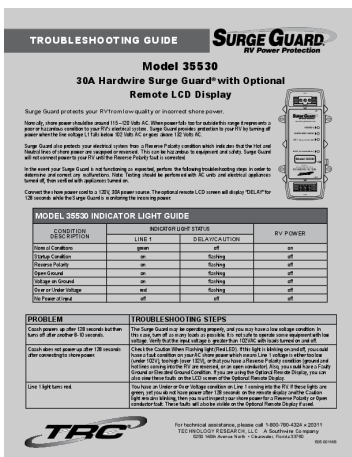 TROUBLESHOOTING GUIDE
SURGE GUARD
RV Power Protection
Model 35530
30A Hardwire Surge Guard® with Optional
Remote LCD Display
Surge Guard protects your RV from low quality or incorrect shore power.
Normally, shore power should be around 115 –120 Volts AC. When power falls too far outside this range it represents a
poor or hazardous condition to your RV's electrical system. Surge Guard provides protection to your RV by turning off
power when the line voltage L1 falls below 102 Volts AC or goes above 132 Volts AC.
Surge Guard also protects your electrical system from a Reverse Polarity condition which indicates that the Hot and
Neutral lines of shore power are swapped or reversed. This can be hazardous to equipment and safety. Surge Guard
will not connect power to your RV until the Reverse Polarity fault is corrected.
In the event your Surge Guard is not functioning as expected, perform the following troubleshooting steps in order to
determine and correct any malfunctions. Note: Testing should be performed with AC units and electrical appliances
turned off, then verified with appliances turned on.
Connect the shore power cord to a 120V, 30A power source. The optional remote LCD screen will display "DELAY" for
128 seconds while the Surge Guard is monitoring the incoming power.
MODEL 35530 INDICATOR LIGHT GUIDE
CONDITION DESCRIPTION
INDICATOR LIGHT STATUS
RV POWER
LINE 1 DELAY/CAUTION
Normal Conditions green off on
Startup Condition on flashing off
Reverse Polarity on flashing off
Open Ground on flashing off
Voltage on Ground on flashing off
Over or Under Voltage red flashing off
No Power at Input off off off
PROBLEM TROUBLESHOOTING STEPS
Coach powers up after 128 seconds but then
turns off after another 8-10 seconds.
The Surge Guard may be operating properly, and you may have a low voltage condition. In
this case, turn off as many loads as possible. It is not safe to operate some equipment with low
voltage. Verify that the input voltage is greater than 102VAC with loads turned on and off.
Coach does not power up after 128 seconds
after connecting to shore power.
Check the Caution When Flashing light (Red LED). If this light is blinking on and off, you could
have a fault condition on your AC shore power which means Line 1 voltage is either too low
(under 102V), too high (over 132V), or that you have a Reverse Polarity condition (ground and
hot lines coming into the RV are reversed, or an open conductor). Also, you could have a Faulty
Ground or Elevated Ground Condition. If you are using the Optional Remote Display, you can
also view these faults on the LCD screen of the Optional Remote Display.
Line 1 light turns red.
You have an Under or Over Voltage condition on Line 1 coming into the RV. If these lights are
green, yet you do not have power after 128 seconds on the remote display and the Caution
light remains blinking, then you must inspect your shore power for a Reverse Polarity or Open
conductor fault. These faults will also be visible on the Optional Remote Display if used.
TRC
For technical assistance, please call 1-800-780-4324 x 20311
TECHNOLOGY RESEARCH, LLC A Southwire Company